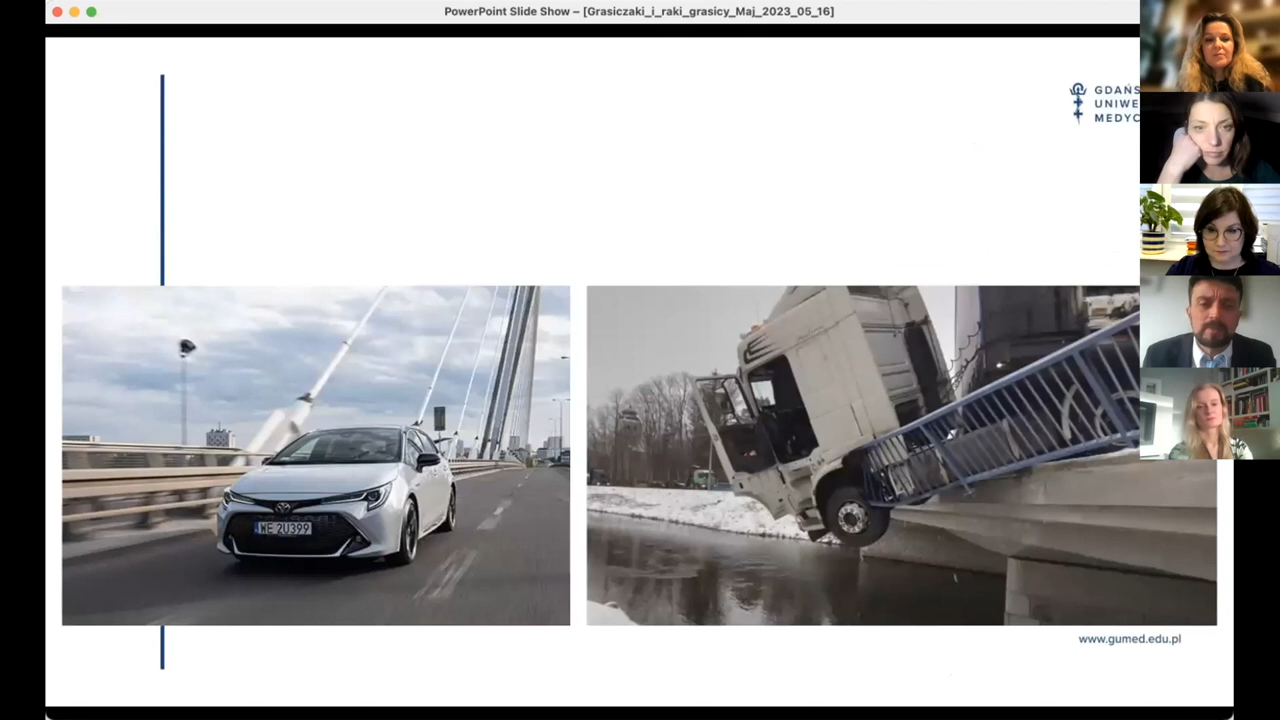 PowerPoint Slide Show – [Grasiczaki_i_raki_grasicy_Maj_2023_05_16]
GDAŃS
UNIWE
MEDYC
WE 2U399
www.gumed.edu.pl